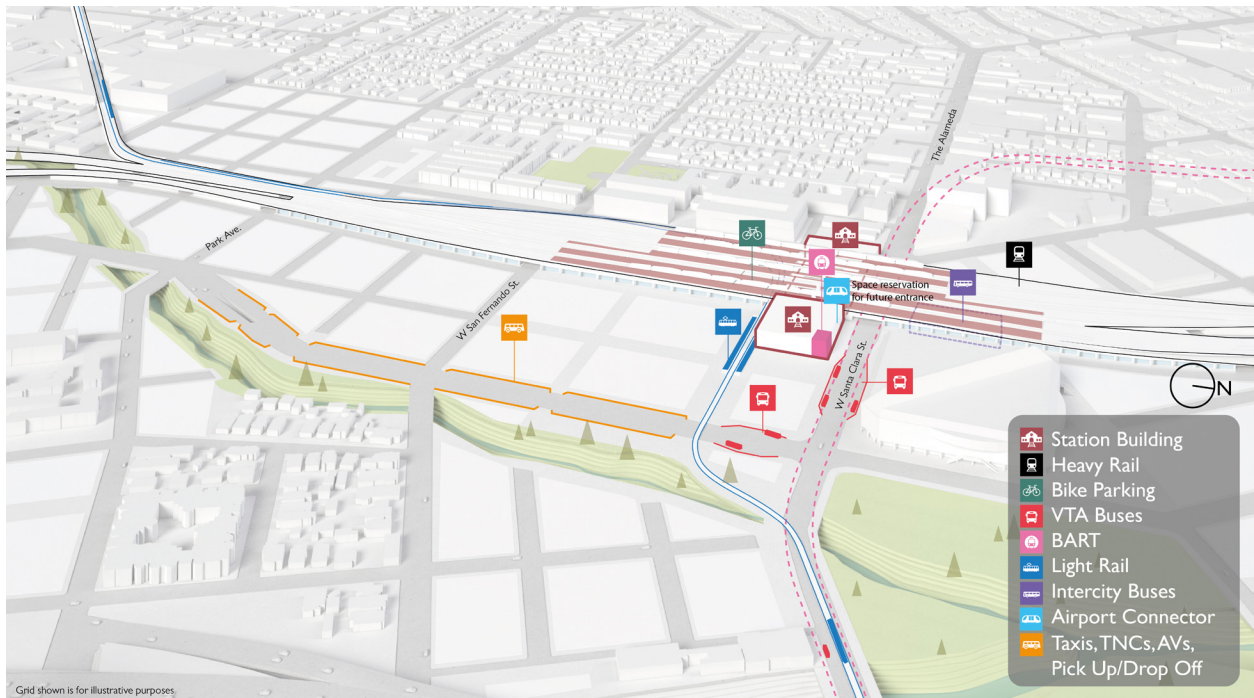 The Alameda
Park Ave.
W San Fernando St.
Space reservation
for future entrance
W Santa Clara St.
N
Station Building
Heavy Rail
Bike Parking
VTA Buses
BART
Light Rail
Intercity Buses
Airport Connector
Taxis, TNCs, AVs,
Pick Up/Drop Off
Grid shown is for illustrative purposes